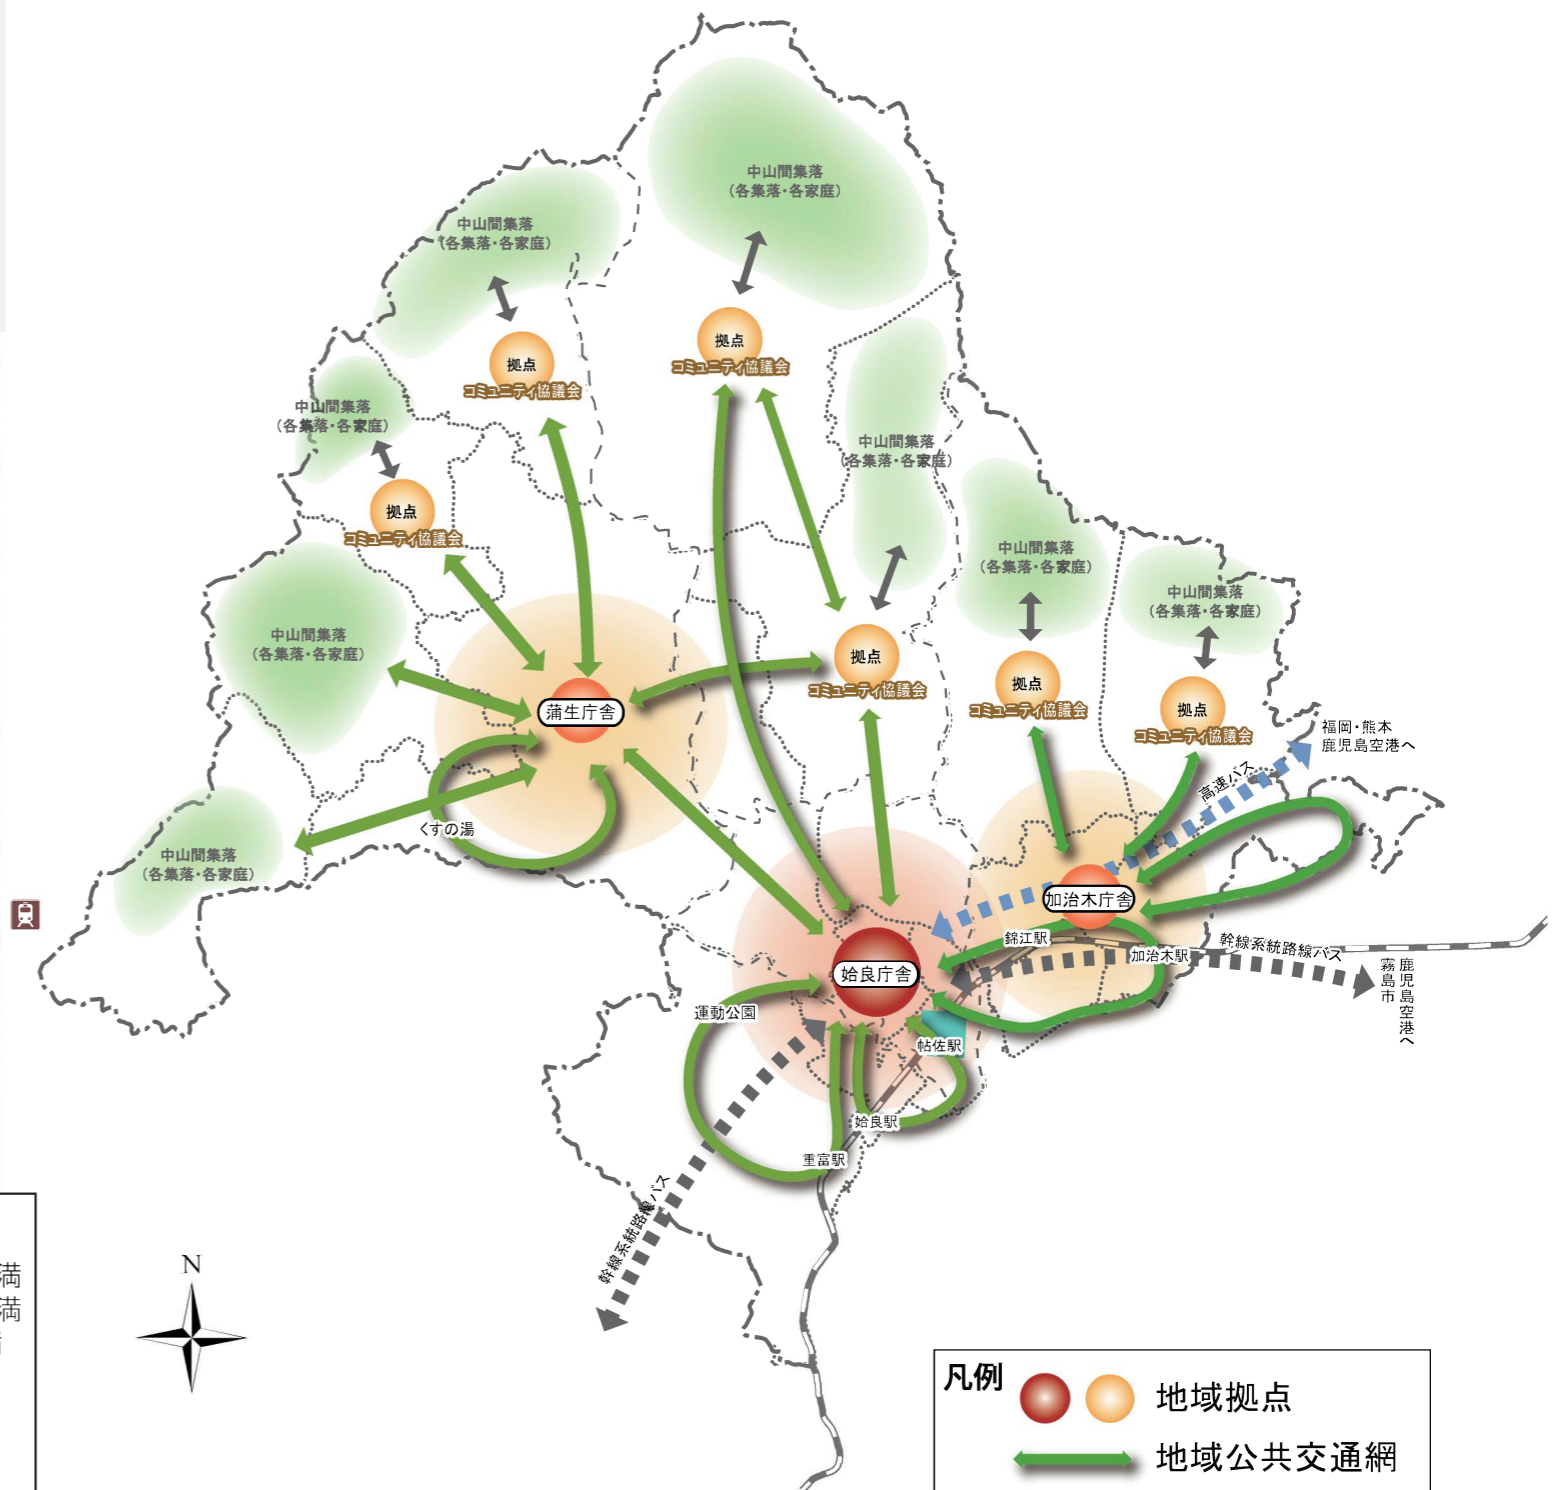 中山間集落
(各集落・各家庭)
中山間集落
(各集落・各家庭)
拠点
コミュニティ協議会
拠点
コミュニティ協議会
中山間集落
(各集落・各家庭)
中山間集落
(各集落・各家庭)
拠点
コミュニティ協議会
中山間集落
(各集落・各家庭)
中山間集落
(各集落・各家庭)
中山間集落
(各集落・各家庭)
拠点
コミュニティ協議会
拠点
コミュニティ協議会
拠点
コミュニティ協議会
蒲生庁舎
福岡・熊本
鹿児島空港へ
高速バス
くすの湯
中山間集落
(各集落・各家庭)
加治木庁舎
錦江駅
加治木駅
幹線系統路線バス
鹿児島空港へ
霧島市
姶良庁舎
運動公園
帖佐駅
姶良駅
重富駅
幹線系統路線バス
N
満
満
凡例
地域拠点
地域公共交通網